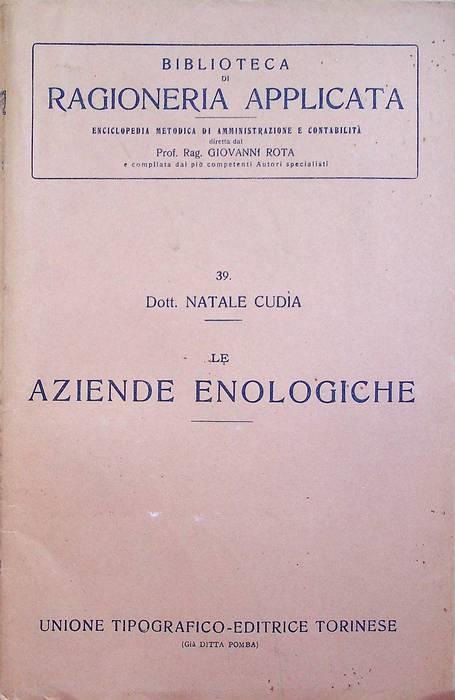 BIBLIOTECA
DI
RAGIONERIA APPLICATA
ENCICLOPEDIA METODICA DI AMMINISTRAZIONE E CONTABILITÀ
diretta dal
Prof. Rag. GIOVANNI ROTA
e compilata dai più competenti Autori specialisti
39.
Dott. NATALE CUDÌA
LE
AZIENDE ENOLOGICHE
UNIONE TIPOGRAFICO-EDITRICE TORINESE
(GIÀ DITTA POMBA)